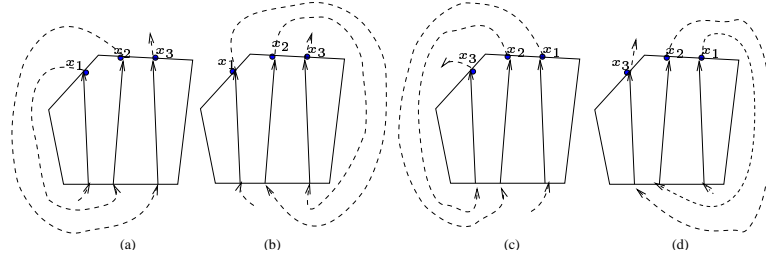 x₁ x₂ x₃ x₁ x₂ x₃ x₃ x₂ x₁ x₃ x₂ x₁
(a) (b) (c) (d)